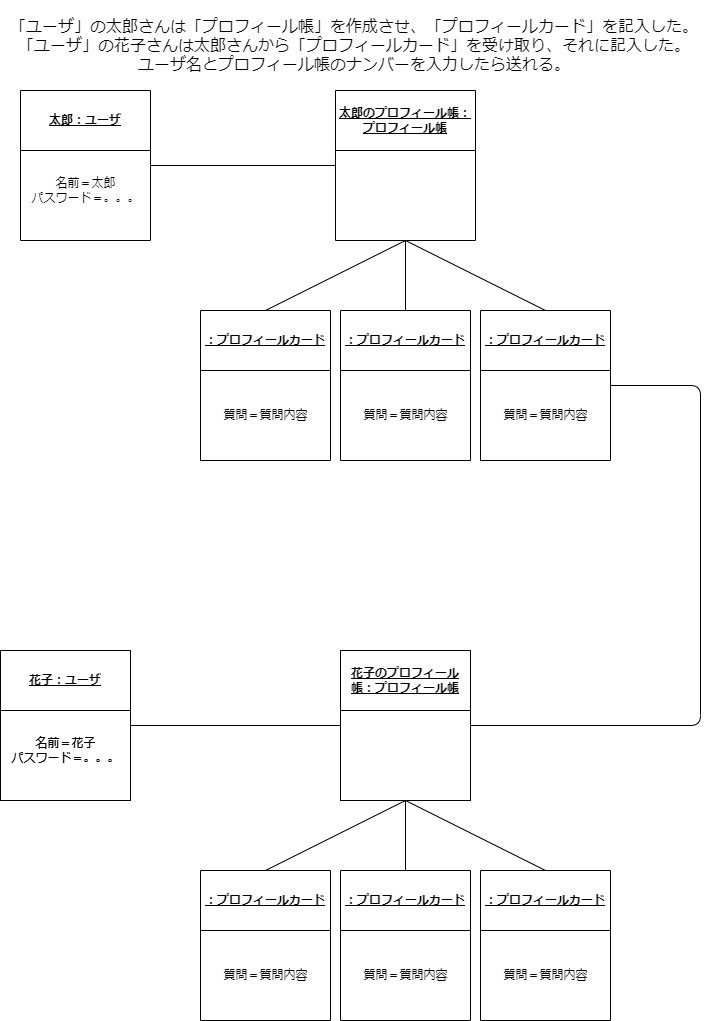 「ユーザ」の太郎さんは「プロフィール帳」を作成させ、「プロフィールカード」を記入した。
「ユーザ」の花子さんは太郎さんから「プロフィールカード」を受け取り、それに記入した。
ユーザ名とプロフィール帳のナンバーを入力したら送れる。
太郎：ユーザ
名前＝太郎
パスワード＝。。。
太郎のプロフィール帳：
プロフィール帳
：プロフィールカード
質問＝質問内容
：プロフィールカード
質問＝質問内容
：プロフィールカード
質問＝質問内容
花子：ユーザ
名前＝花子
パスワード＝。。。
花子のプロフィール
帳：プロフィール帳
：プロフィールカード
質問＝質問内容
：プロフィールカード
質問＝質問内容
：プロフィールカード
質問＝質問内容